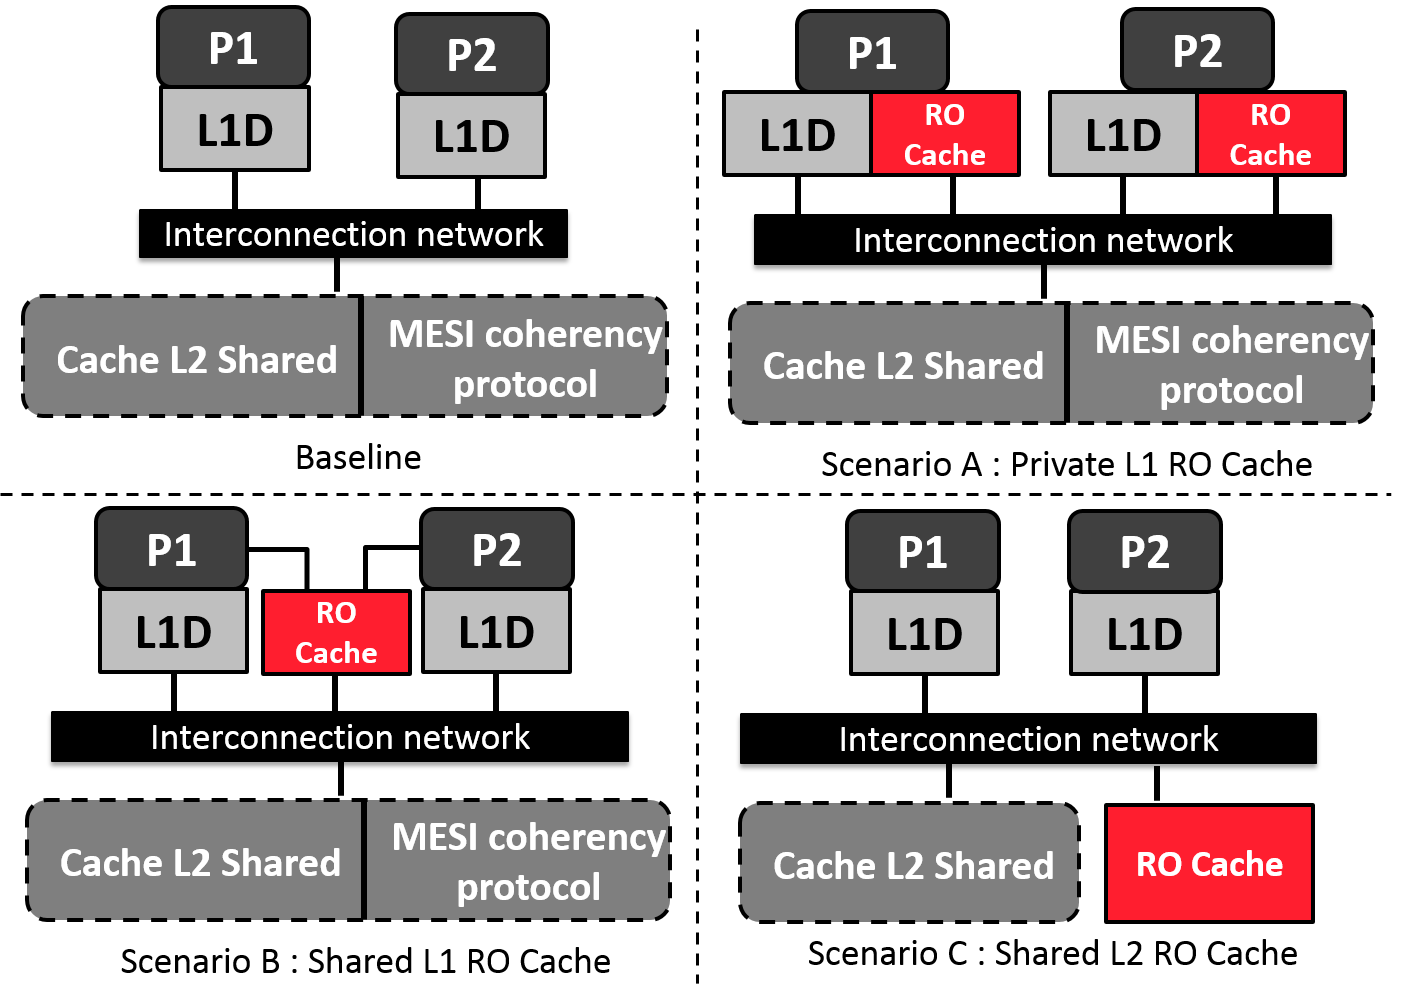 P1
P2
L1D
L1D
Interconnection network
Cache L2 Shared
MESI coherency
protocol
Baseline
P1
P2
L1D
RO
Cache
L1D
RO
Cache
Interconnection network
Cache L2 Shared
MESI coherency
protocol
Scenario A : Private L1 RO Cache
P1
P2
L1D
RO
Cache
L1D
Interconnection network
Cache L2 Shared
MESI coherency
protocol
Scenario B : Shared L1 RO Cache
P1
P2
L1D
L1D
Interconnection network
Cache L2 Shared
RO Cache
Scenario C : Shared L2 RO Cache